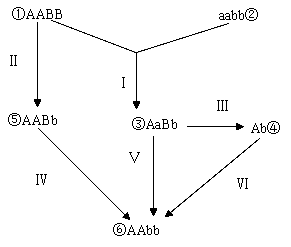 ①AABB aabb②
Ⅱ
Ⅰ
Ⅲ
⑤AABb ③AaBb Ab④
Ⅴ
Ⅳ Ⅵ
⑥AAbb